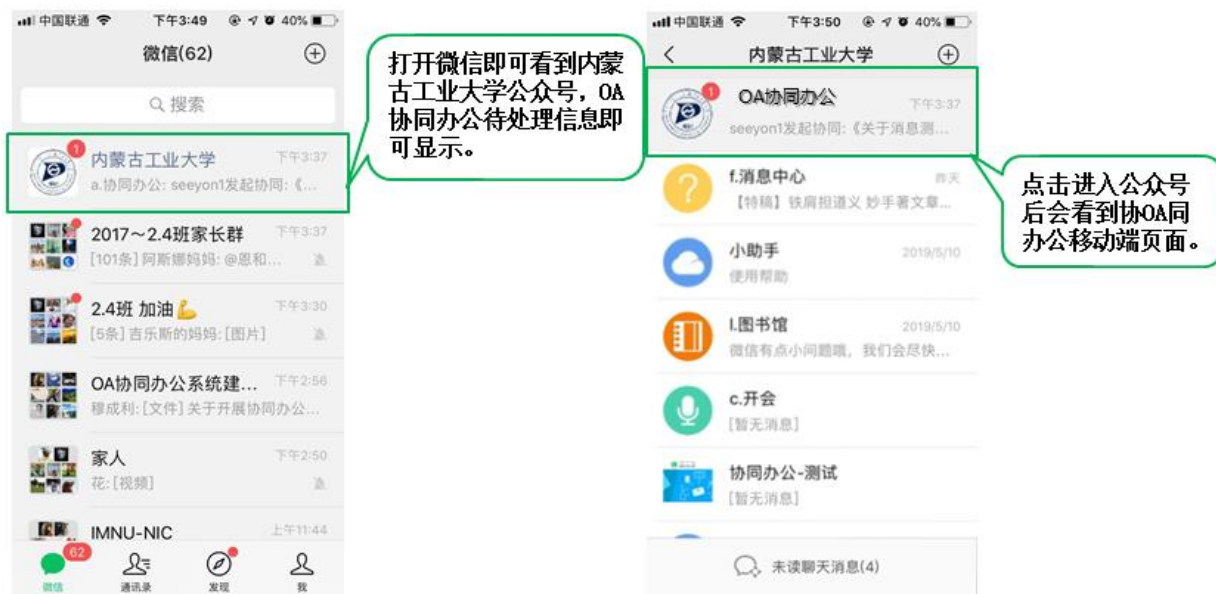 中国联通 下午3:49 40%
微信(62)
搜索
1
内蒙古工业大学 下午3:37
a.协同办公: seeyon1发起协同:《...
2017～2.4班家长群 下午3:37
[101条] 阿斯娜妈妈: @恩和...
2.4班 加油💪 下午3:30
[5条] 吉乐斯的妈妈: [图片]
OA协同办公系统建... 下午2:56
穆成利: [文件] 关于开展协同办公...
家人 下午2:50
花: [视频]
IMNU-NIC 上午11:44
62
微信 通讯录 发现 我
打开微信即可看到内蒙
古工业大学公众号，OA
协同办公待处理信息即
可显示。
中国联通 下午3:50 40%
内蒙古工业大学
1
OA协同办公 下午3:37
seeyon1发起协同:《关于消息测...
f.消息中心 昨天
【特稿】铁肩担道义 妙手著文章...
小助手 2019/5/10
使用帮助
l.图书馆 2019/5/10
微信有点小问题哦，我们会尽快...
c.开会
[暂无消息]
协同办公-测试
[暂无消息]
未读聊天消息(4)
点击进入公众号
后会看到协OA同
办公移动端页面。